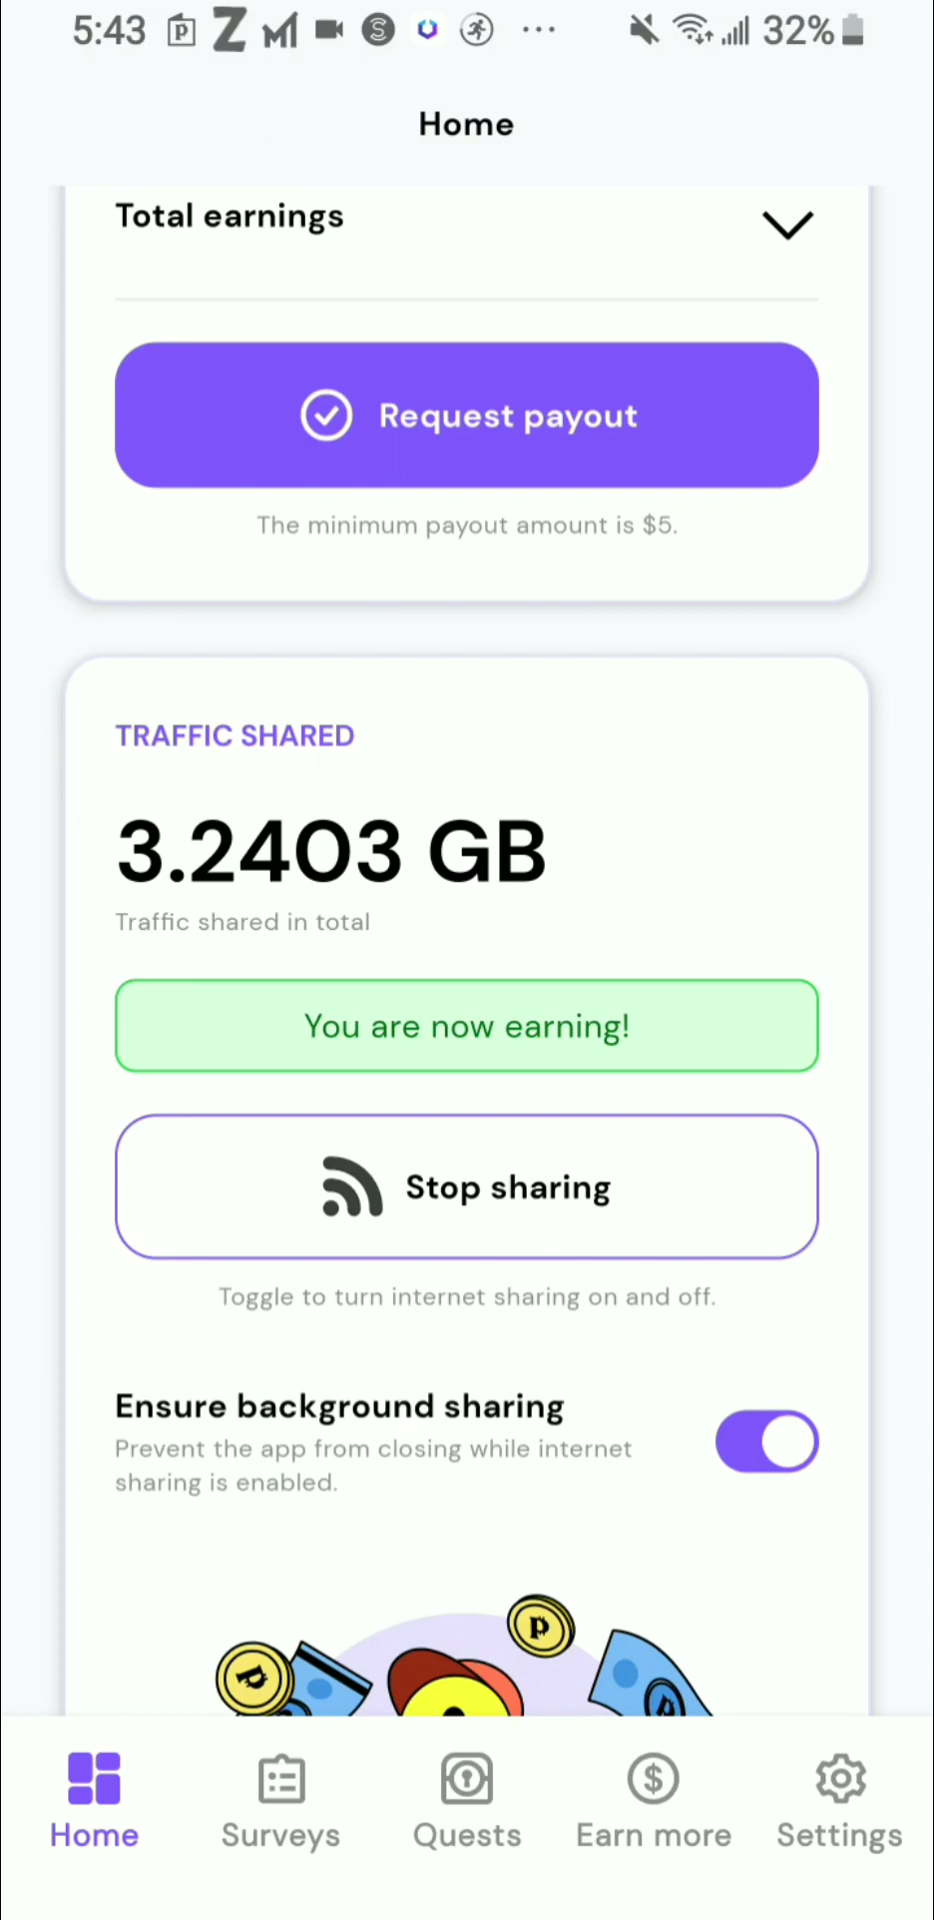 5:43
32%
Home
Total earnings
Request payout
The minimum payout amount is $5.
TRAFFIC SHARED
3.2403 GB
Traffic shared in total
You are now earning!
Stop sharing
Toggle to turn internet sharing on and off.
Ensure background sharing
Prevent the app from closing while internet
sharing is enabled.
Home
Surveys
Quests
Earn more
Settings